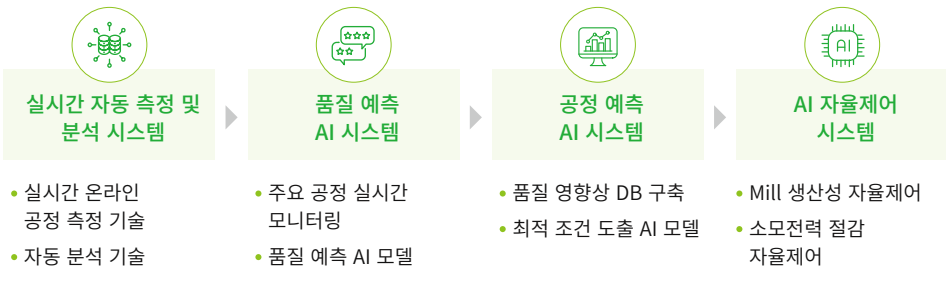 실시간 자동 측정 및
분석 시스템
• 실시간 온라인
공정 측정 기술
• 자동 분석 기술
품질 예측
AI 시스템
• 주요 공정 실시간
모니터링
• 품질 예측 AI 모델
공정 예측
AI 시스템
• 품질 영향상 DB 구축
• 최적 조건 도출 AI 모델
AI
AI 자율제어
시스템
• Mill 생산성 자율제어
• 소모전력 절감
자율제어